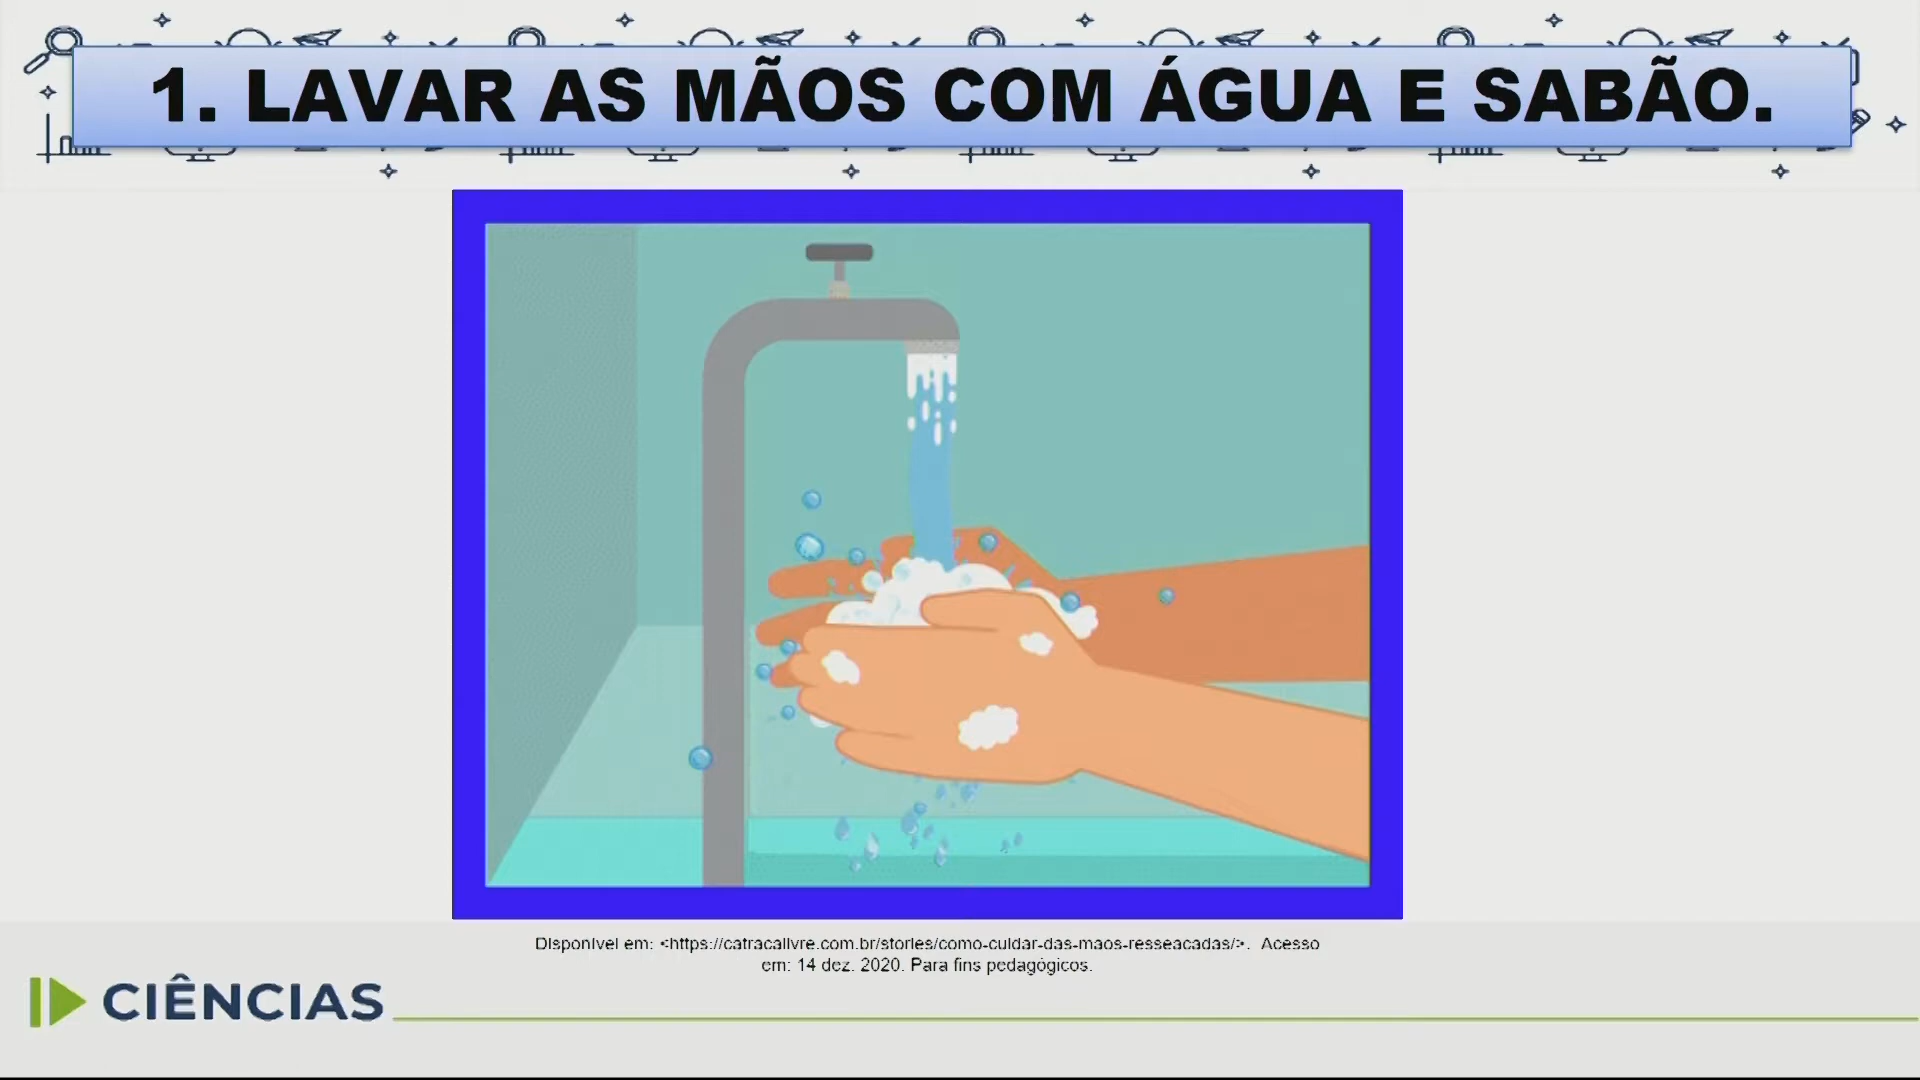 1. LAVAR AS MÃOS COM ÁGUA E SABÃO.
Disponível em: <https://catracalivre.com.br/stories/como-cuidar-das-maos-ressecadas/>. Acesso
em: 14 dez. 2020. Para fins pedagógicos.
CIÊNCIAS